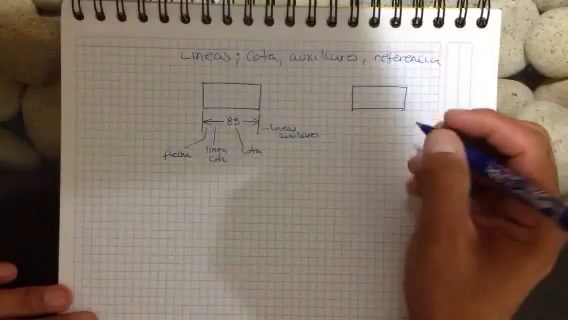 Lineas; cota, auxiliares, referencia
85
lineas
auxiliares
flecha
linea
cota
cota